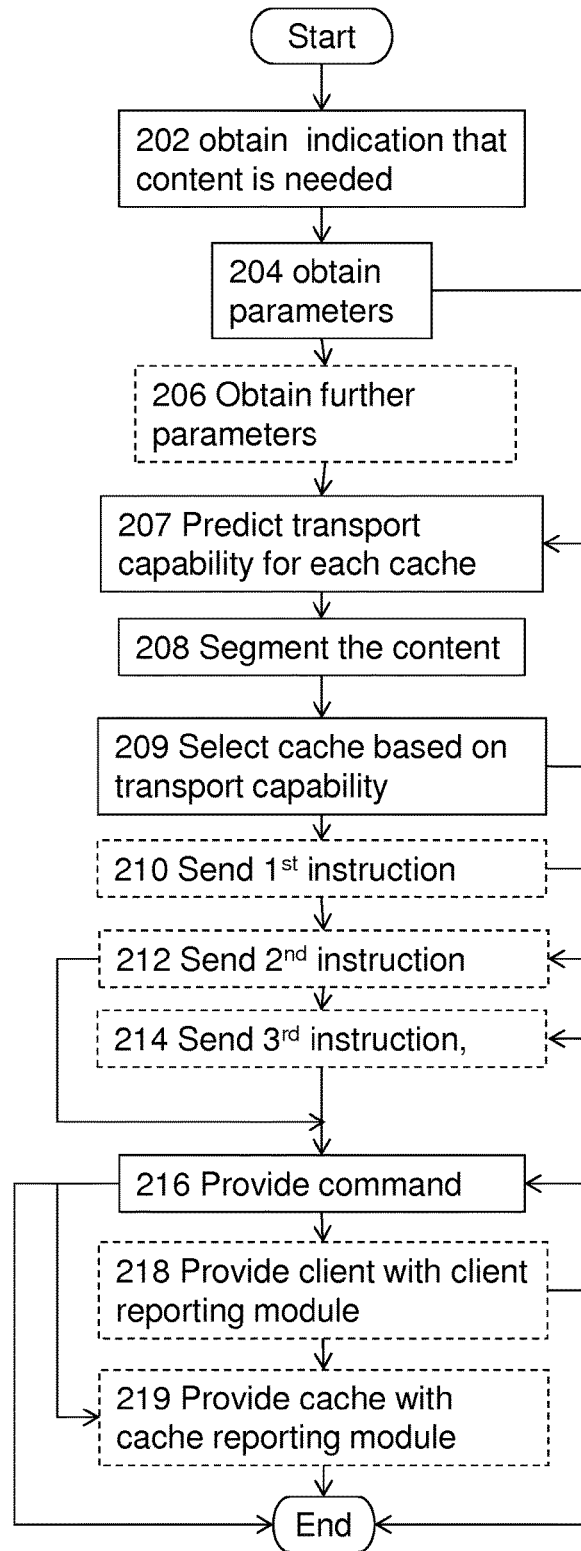 Start
202 obtain indication that
content is needed
204 obtain
parameters
206 Obtain further
parameters
207 Predict transport
capability for each cache
208 Segment the content
209 Select cache based on
transport capability
210 Send 1st instruction
212 Send 2nd instruction
214 Send 3rd instruction,
216 Provide command
218 Provide client with client
reporting module
219 Provide cache with
cache reporting module
End